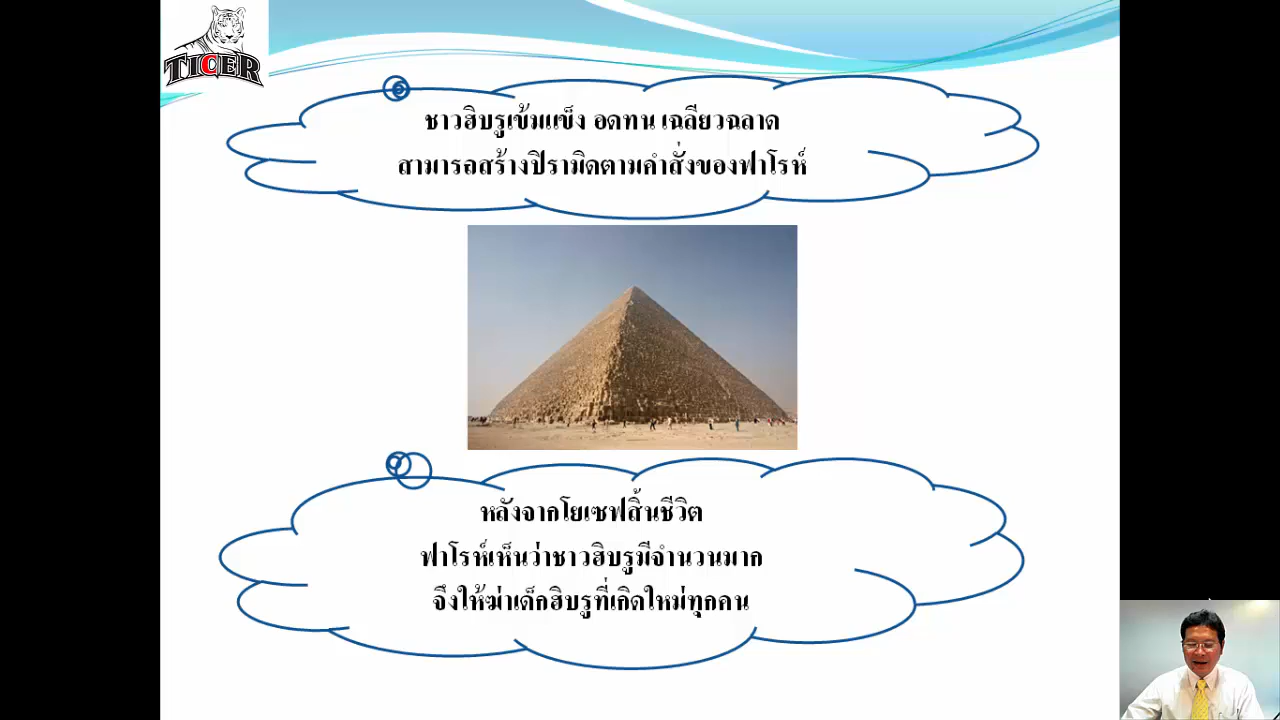 TIGER
ชาวฮิบรูเข้มแข็ง อดทน เฉลียวฉลาด
สามารถสร้างปิรามิดตามคำสั่งของฟาโรห์
หลังจากโยเซฟสิ้นชีวิต
ฟาโรห์เห็นว่าชาวฮิบรูมีจำนวนมาก
จึงให้ฆ่าเด็กฮิบรูที่เกิดใหม่ทุกคน